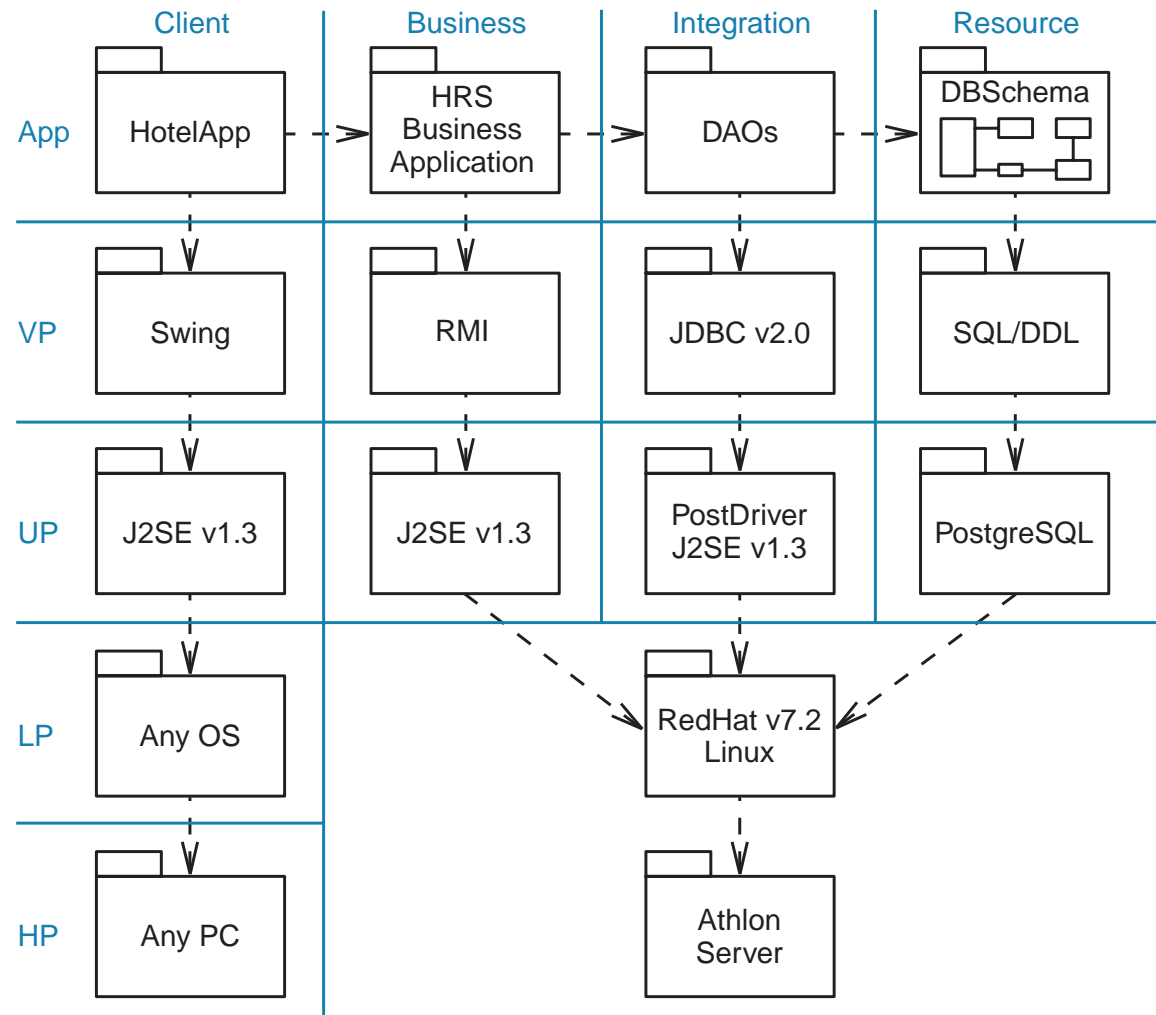 Client Business Integration Resource
App
HotelApp
HRS
Business
Application
DAOs
DBSchema
VP
Swing
RMI
JDBC v2.0
SQL/DDL
UP
J2SE v1.3
J2SE v1.3
PostDriver
J2SE v1.3
PostgreSQL
LP
Any OS
RedHat v7.2
Linux
HP
Any PC
Athlon
Server